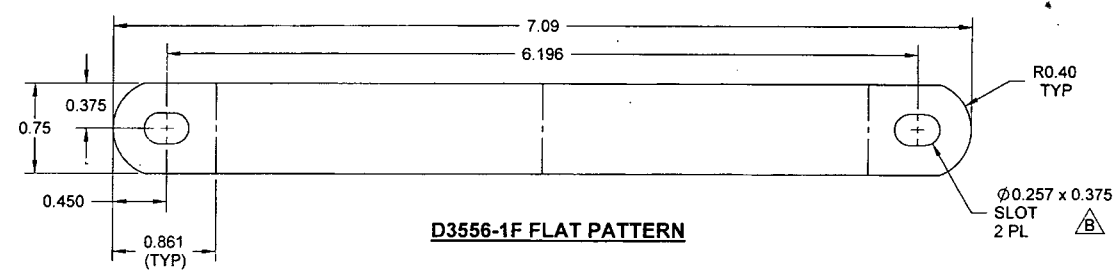 7.09
6.196
R0.40
TYP
0.375
0.75
0.450
0.861
(TYP)
D3556-1F FLAT PATTERN
Ø0.257 x 0.375
SLOT
2 PL
B